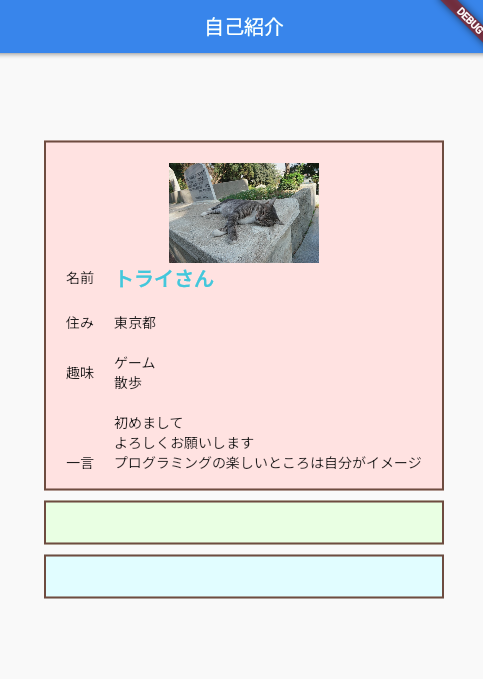 自己紹介
DEBUG
名前 トライさん
住み 東京都
趣味 ゲーム
散歩
初めまして
よろしくお願いします
一言 プログラミングの楽しいところは自分がイメージ